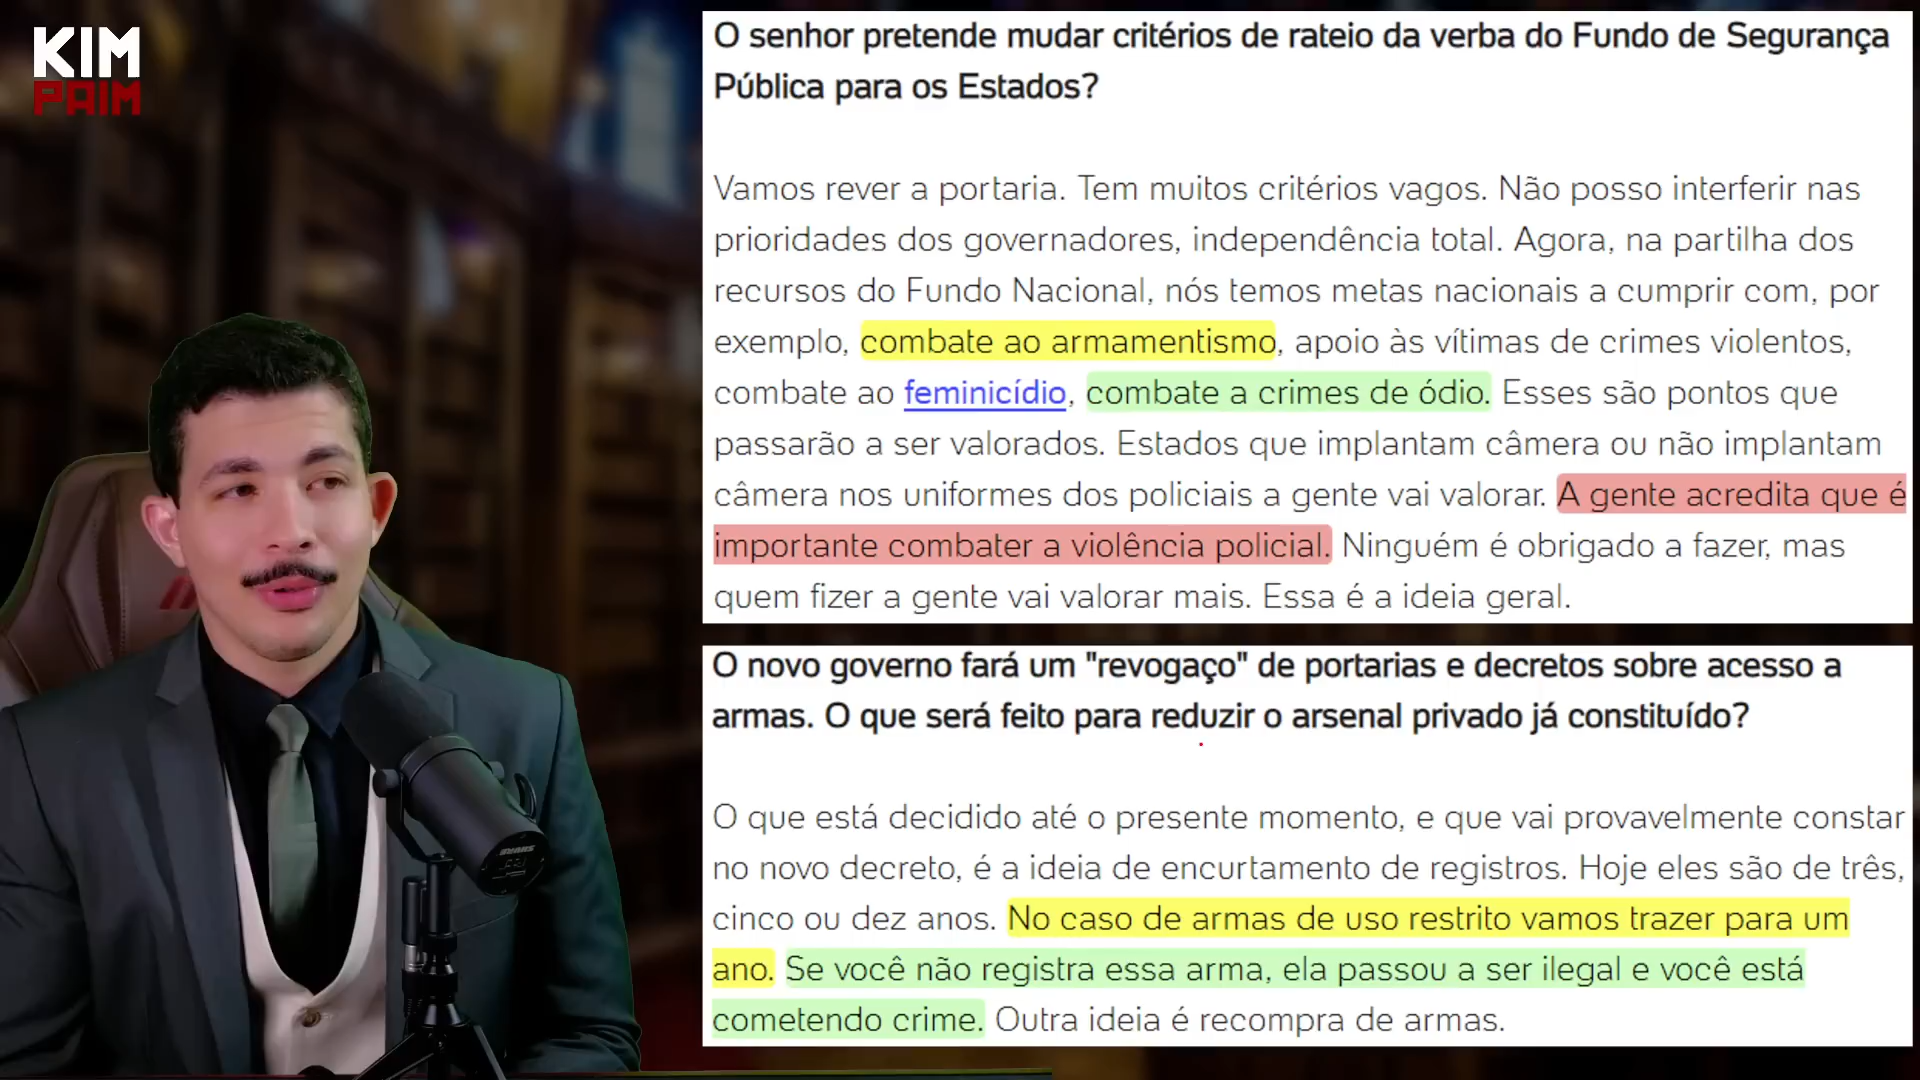 KIM
PAIM
O senhor pretende mudar critérios de rateio da verba do Fundo de Segurança
Pública para os Estados?
Vamos rever a portaria. Tem muitos critérios vagos. Não posso interferir nas
prioridades dos governadores, independência total. Agora, na partilha dos
recursos do Fundo Nacional, nós temos metas nacionais a cumprir com, por
exemplo, combate ao armamentismo, apoio às vítimas de crimes violentos,
combate ao feminicídio, combate a crimes de ódio. Esses são pontos que
passarão a ser valorados. Estados que implantam câmera ou não implantam
câmera nos uniformes dos policiais a gente vai valorar. A gente acredita que é
importante combater a violência policial. Ninguém é obrigado a fazer, mas
quem fizer a gente vai valorar mais. Essa é a ideia geral.
O novo governo fará um "revogaço" de portarias e decretos sobre acesso a
armas. O que será feito para reduzir o arsenal privado já constituído?
O que está decidido até o presente momento, e que vai provavelmente constar
no novo decreto, é a ideia de encurtamento de registros. Hoje eles são de três,
cinco ou dez anos. No caso de armas de uso restrito vamos trazer para um
ano. Se você não registra essa arma, ela passou a ser ilegal e você está
cometendo crime. Outra ideia é recompra de armas.